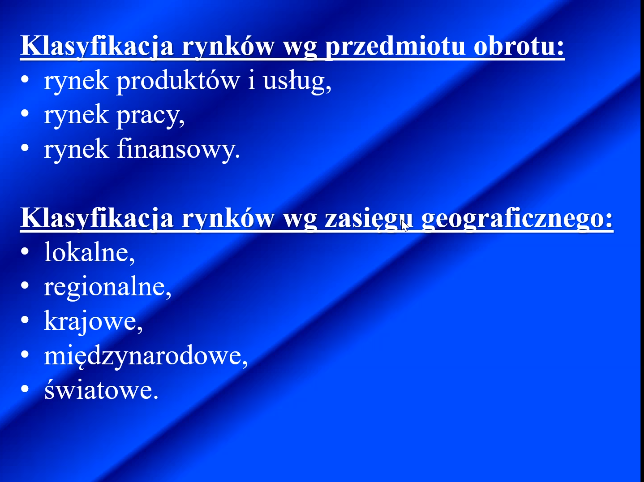 Klasyfikacja rynków wg przedmiotu obrotu:
• rynek produktów i usług,
• rynek pracy,
• rynek finansowy.
Klasyfikacja rynków wg zasięgu geograficznego:
• lokalne,
• regionalne,
• krajowe,
• międzynarodowe,
• światowe.